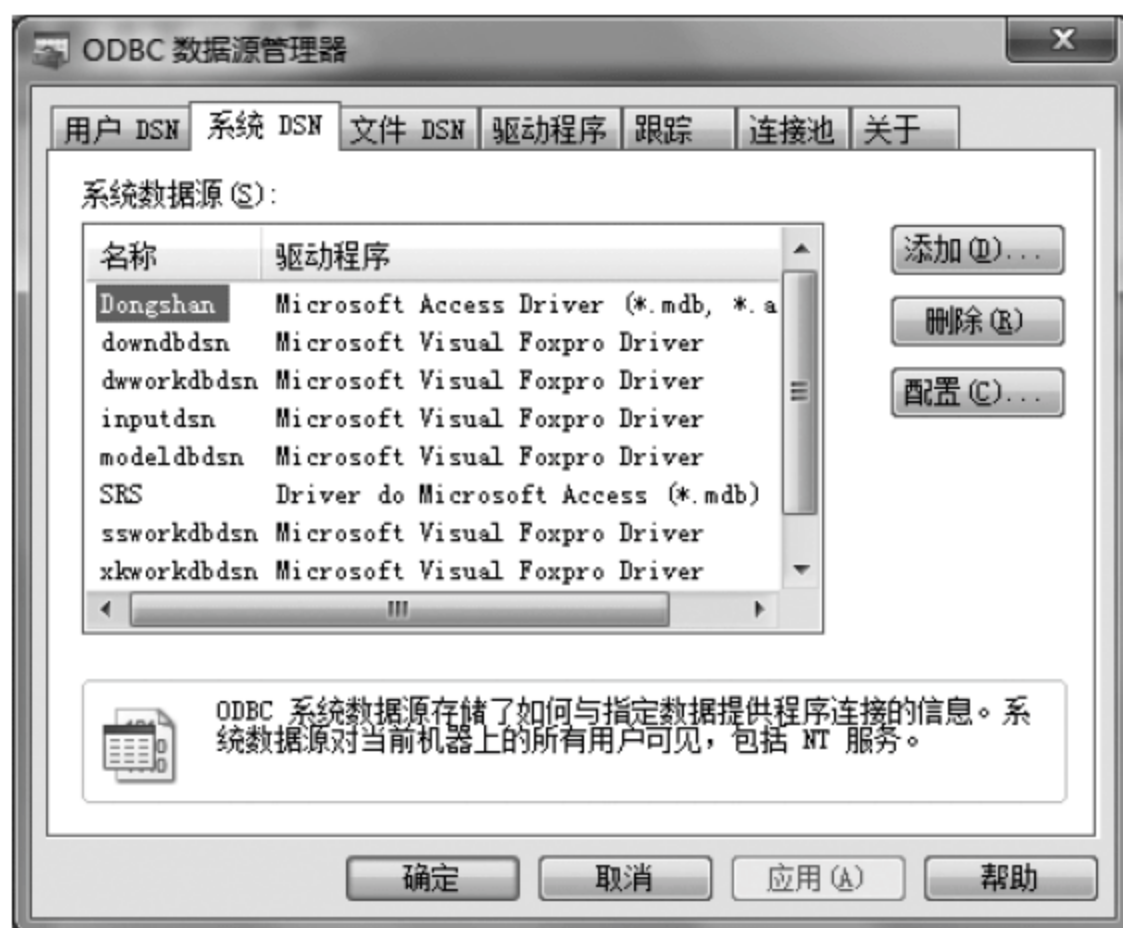 ODBC 数据源管理器
用户 DSN 系统 DSN 文件 DSN 驱动程序 跟踪 连接池 关于
系统数据源(S):
名称 驱动程序
Dongshan Microsoft Access Driver (*.mdb, *.a
downdbdsn Microsoft Visual Foxpro Driver
dwworkdbdsn Microsoft Visual Foxpro Driver
inputdsn Microsoft Visual Foxpro Driver
modeldbdsn Microsoft Visual Foxpro Driver
SRS Driver do Microsoft Access (*.mdb)
ssworkdbdsn Microsoft Visual Foxpro Driver
xkworkdbdsn Microsoft Visual Foxpro Driver
添加(D)...
删除(R)
配置(C)...
ODBC 系统数据源存储了如何与指定数据提供程序连接的信息。系
统数据源对当前机器上的所有用户可见，包括 NT 服务。
确定 取消 应用(A) 帮助